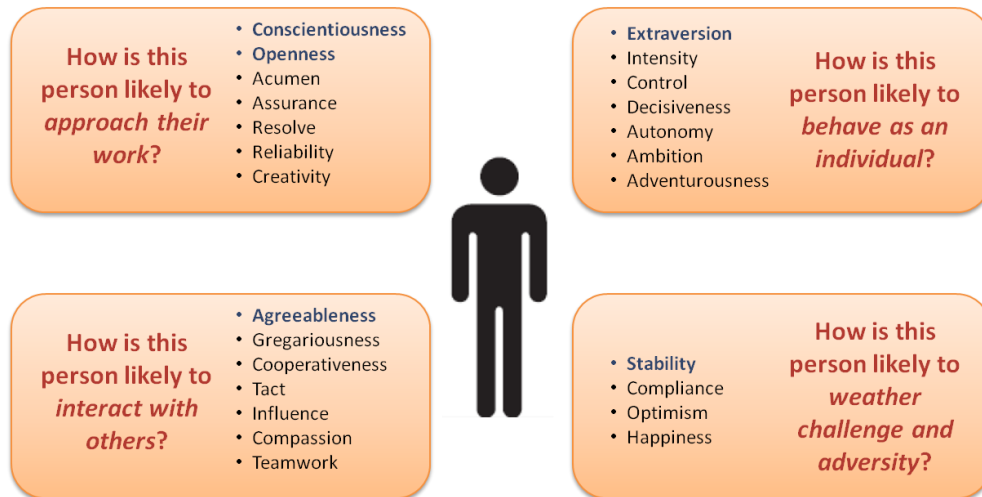 How is this
person likely to
approach their
work?
Conscientiousness
Openness
Acumen
Assurance
Resolve
Reliability
Creativity
Extraversion
Intensity
Control
Decisiveness
Autonomy
Ambition
Adventurousness
How is this
person likely to
behave as an
individual?
How is this
person likely to
interact with
others?
Agreeableness
Gregariousness
Cooperativeness
Tact
Influence
Compassion
Teamwork
Stability
Compliance
Optimism
Happiness
How is this
person likely to
weather
challenge and
adversity?